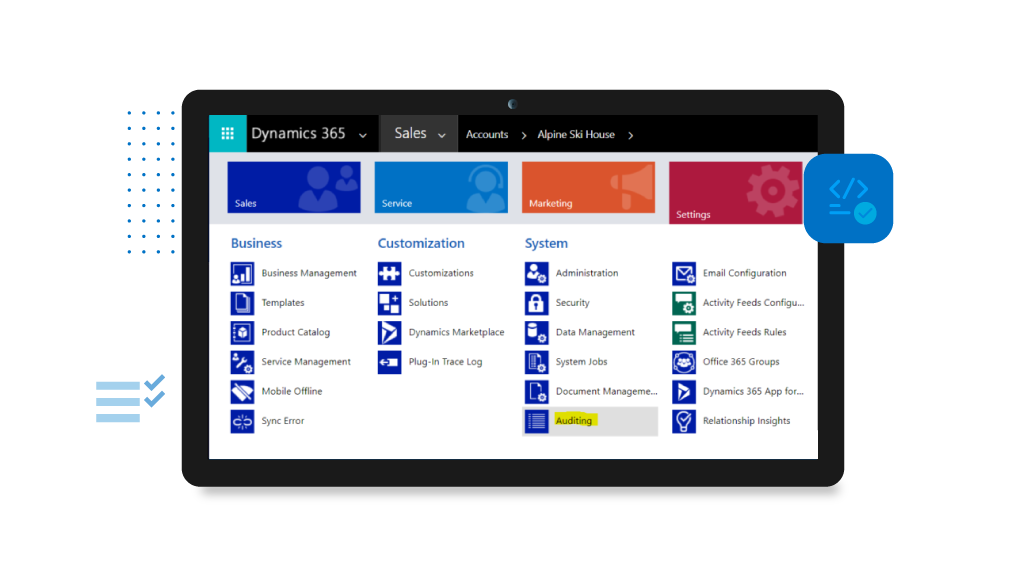 Dynamics 365 Sales Accounts Alpine Ski House
Sales Service Marketing Settings
Business Customization System
Business Management Customizations Administration Email Configuration
Templates Solutions Security Activity Feeds Configu...
Product Catalog Dynamics Marketplace Data Management Activity Feeds Rules
Service Management Plug-In Trace Log System Jobs Office 365 Groups
Mobile Offline Document Manageme... Dynamics 365 App for...
Sync Error Auditing Relationship Insights